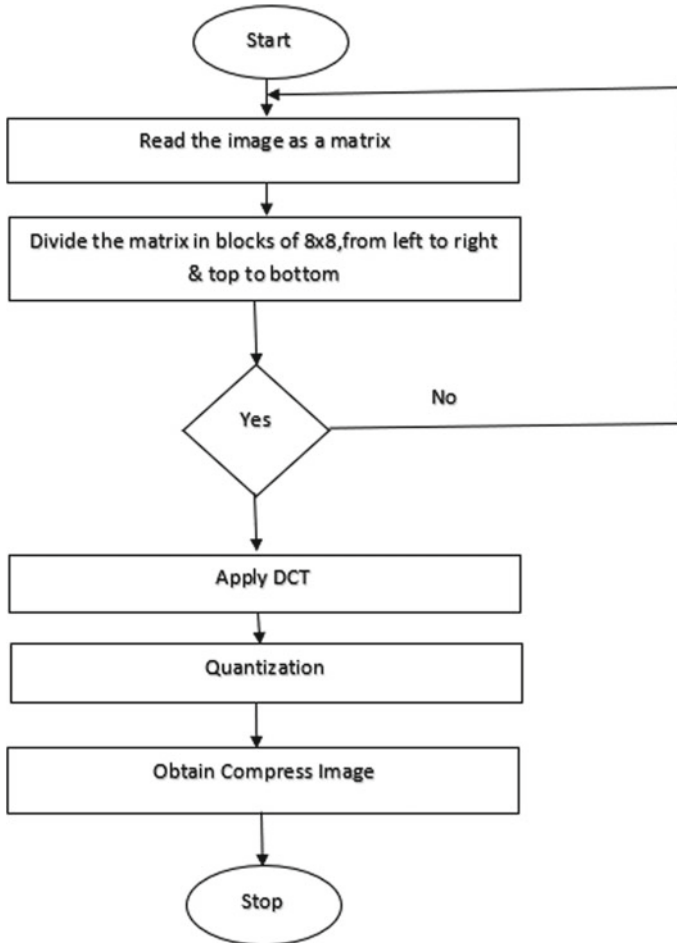 Start
Read the image as a matrix
Divide the matrix in blocks of 8x8,from left to right
& top to bottom
No
Yes
Apply DCT
Quantization
Obtain Compress Image
Stop